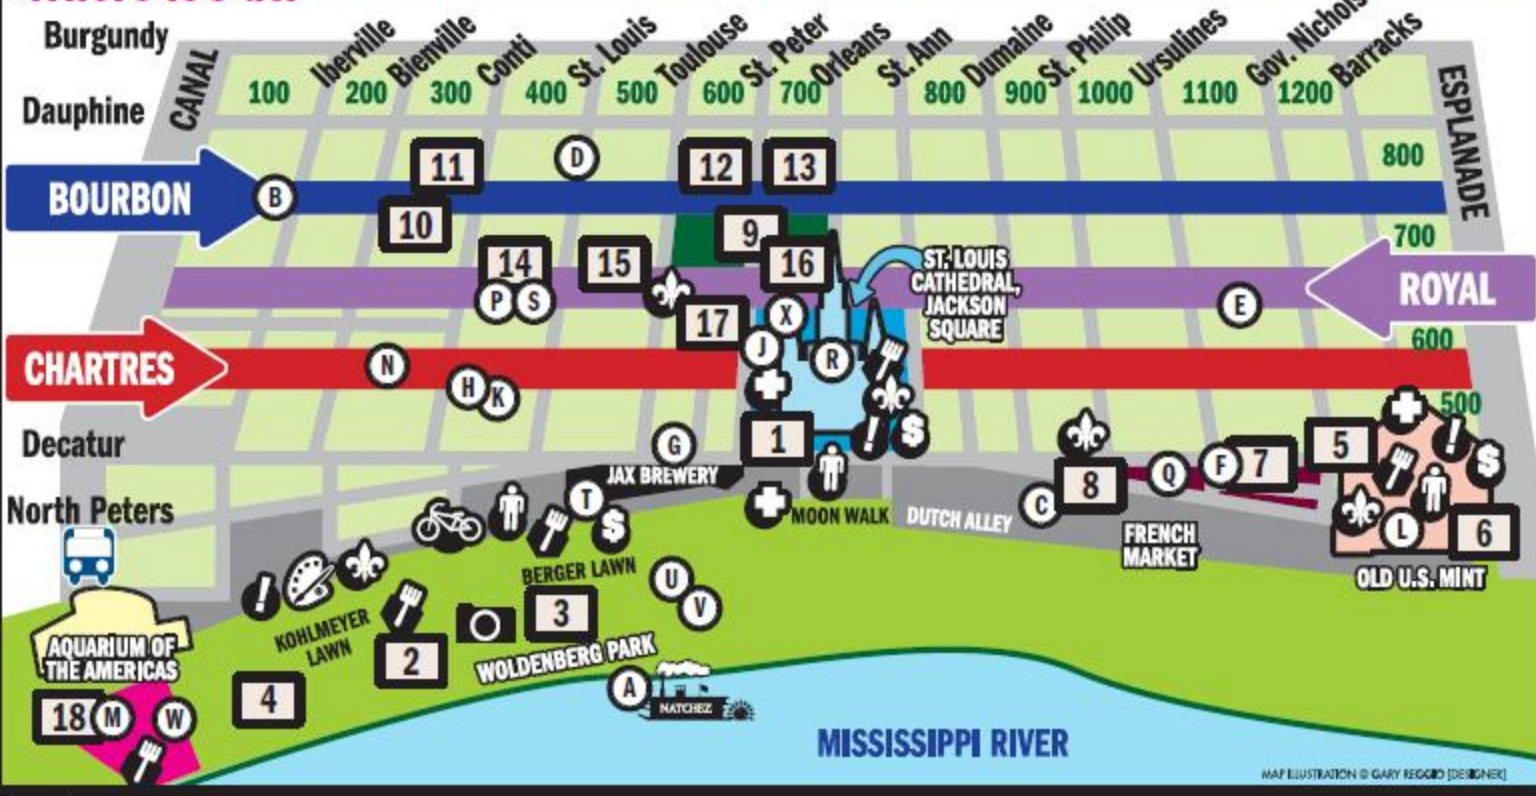 Burgundy
Dauphine
CANAL
Iberville
Bienville
Conti
St. Louis
Toulouse
St. Peter
Orleans
St. Ann
Dumaine
St. Philip
Ursulines
Gov. Nichols
Barracks
ESPLANADE
100 200 300 400 500 600 700 800 900 1000 1100 1200
800
11 D 12 13
BOURBON B
10 9
700
14 15 16
ST. LOUIS
CATHEDRAL,
JACKSON
SQUARE
P S E ROYAL
17 X
600
CHARTRES N J R
H K
500
Decatur G 1 5
JAX BREWERY
8 Q F 7
North Peters T $ MOON WALK DUTCH ALLEY C
FRENCH
MARKET
! $ ! $
L 6
OLD U.S. MINT
!
BERGER LAWN
KOHLMEYER
LAWN
U
V
3
2
WOLDENBERG PARK
AQUARIUM OF
THE AMERICAS
4
18 M W
A
NATCHEZ
MISSISSIPPI RIVER
MAP ILLUSTRATION © GARY REGGIO [DESIGNER]